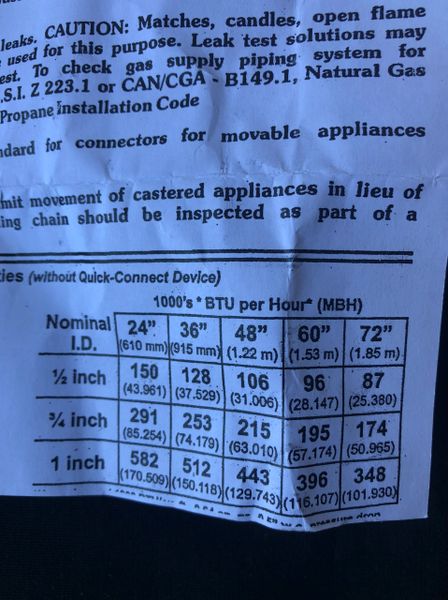 leaks. CAUTION: Matches, candles, open flame
used for this purpose. Leak test solutions may
est. To check gas supply piping system for
.S.I. Z 223.1 or CAN/CGA - B149.1, Natural Gas
Propane Installation Code
ndard for connectors for movable appliances
mit movement of castered appliances in lieu of
ing chain should be inspected as part of a
ties (without Quick-Connect Device)
1000's * BTU per Hour* (MBH)
Nominal I.D. 24" (610 mm) 36" (915 mm) 48" (1.22 m) 60" (1.53 m) 72" (1.85 m)
½ inch 150 (43.961) 128 (37.529) 106 (31.006) 96 (28.147) 87 (25.380)
¾ inch 291 (85.254) 253 (74.179) 215 (63.010) 195 (57.174) 174 (50.965)
1 inch 582 (170.509) 512 (150.118) 443 (129.743) 396 (116.107) 348 (101.930)